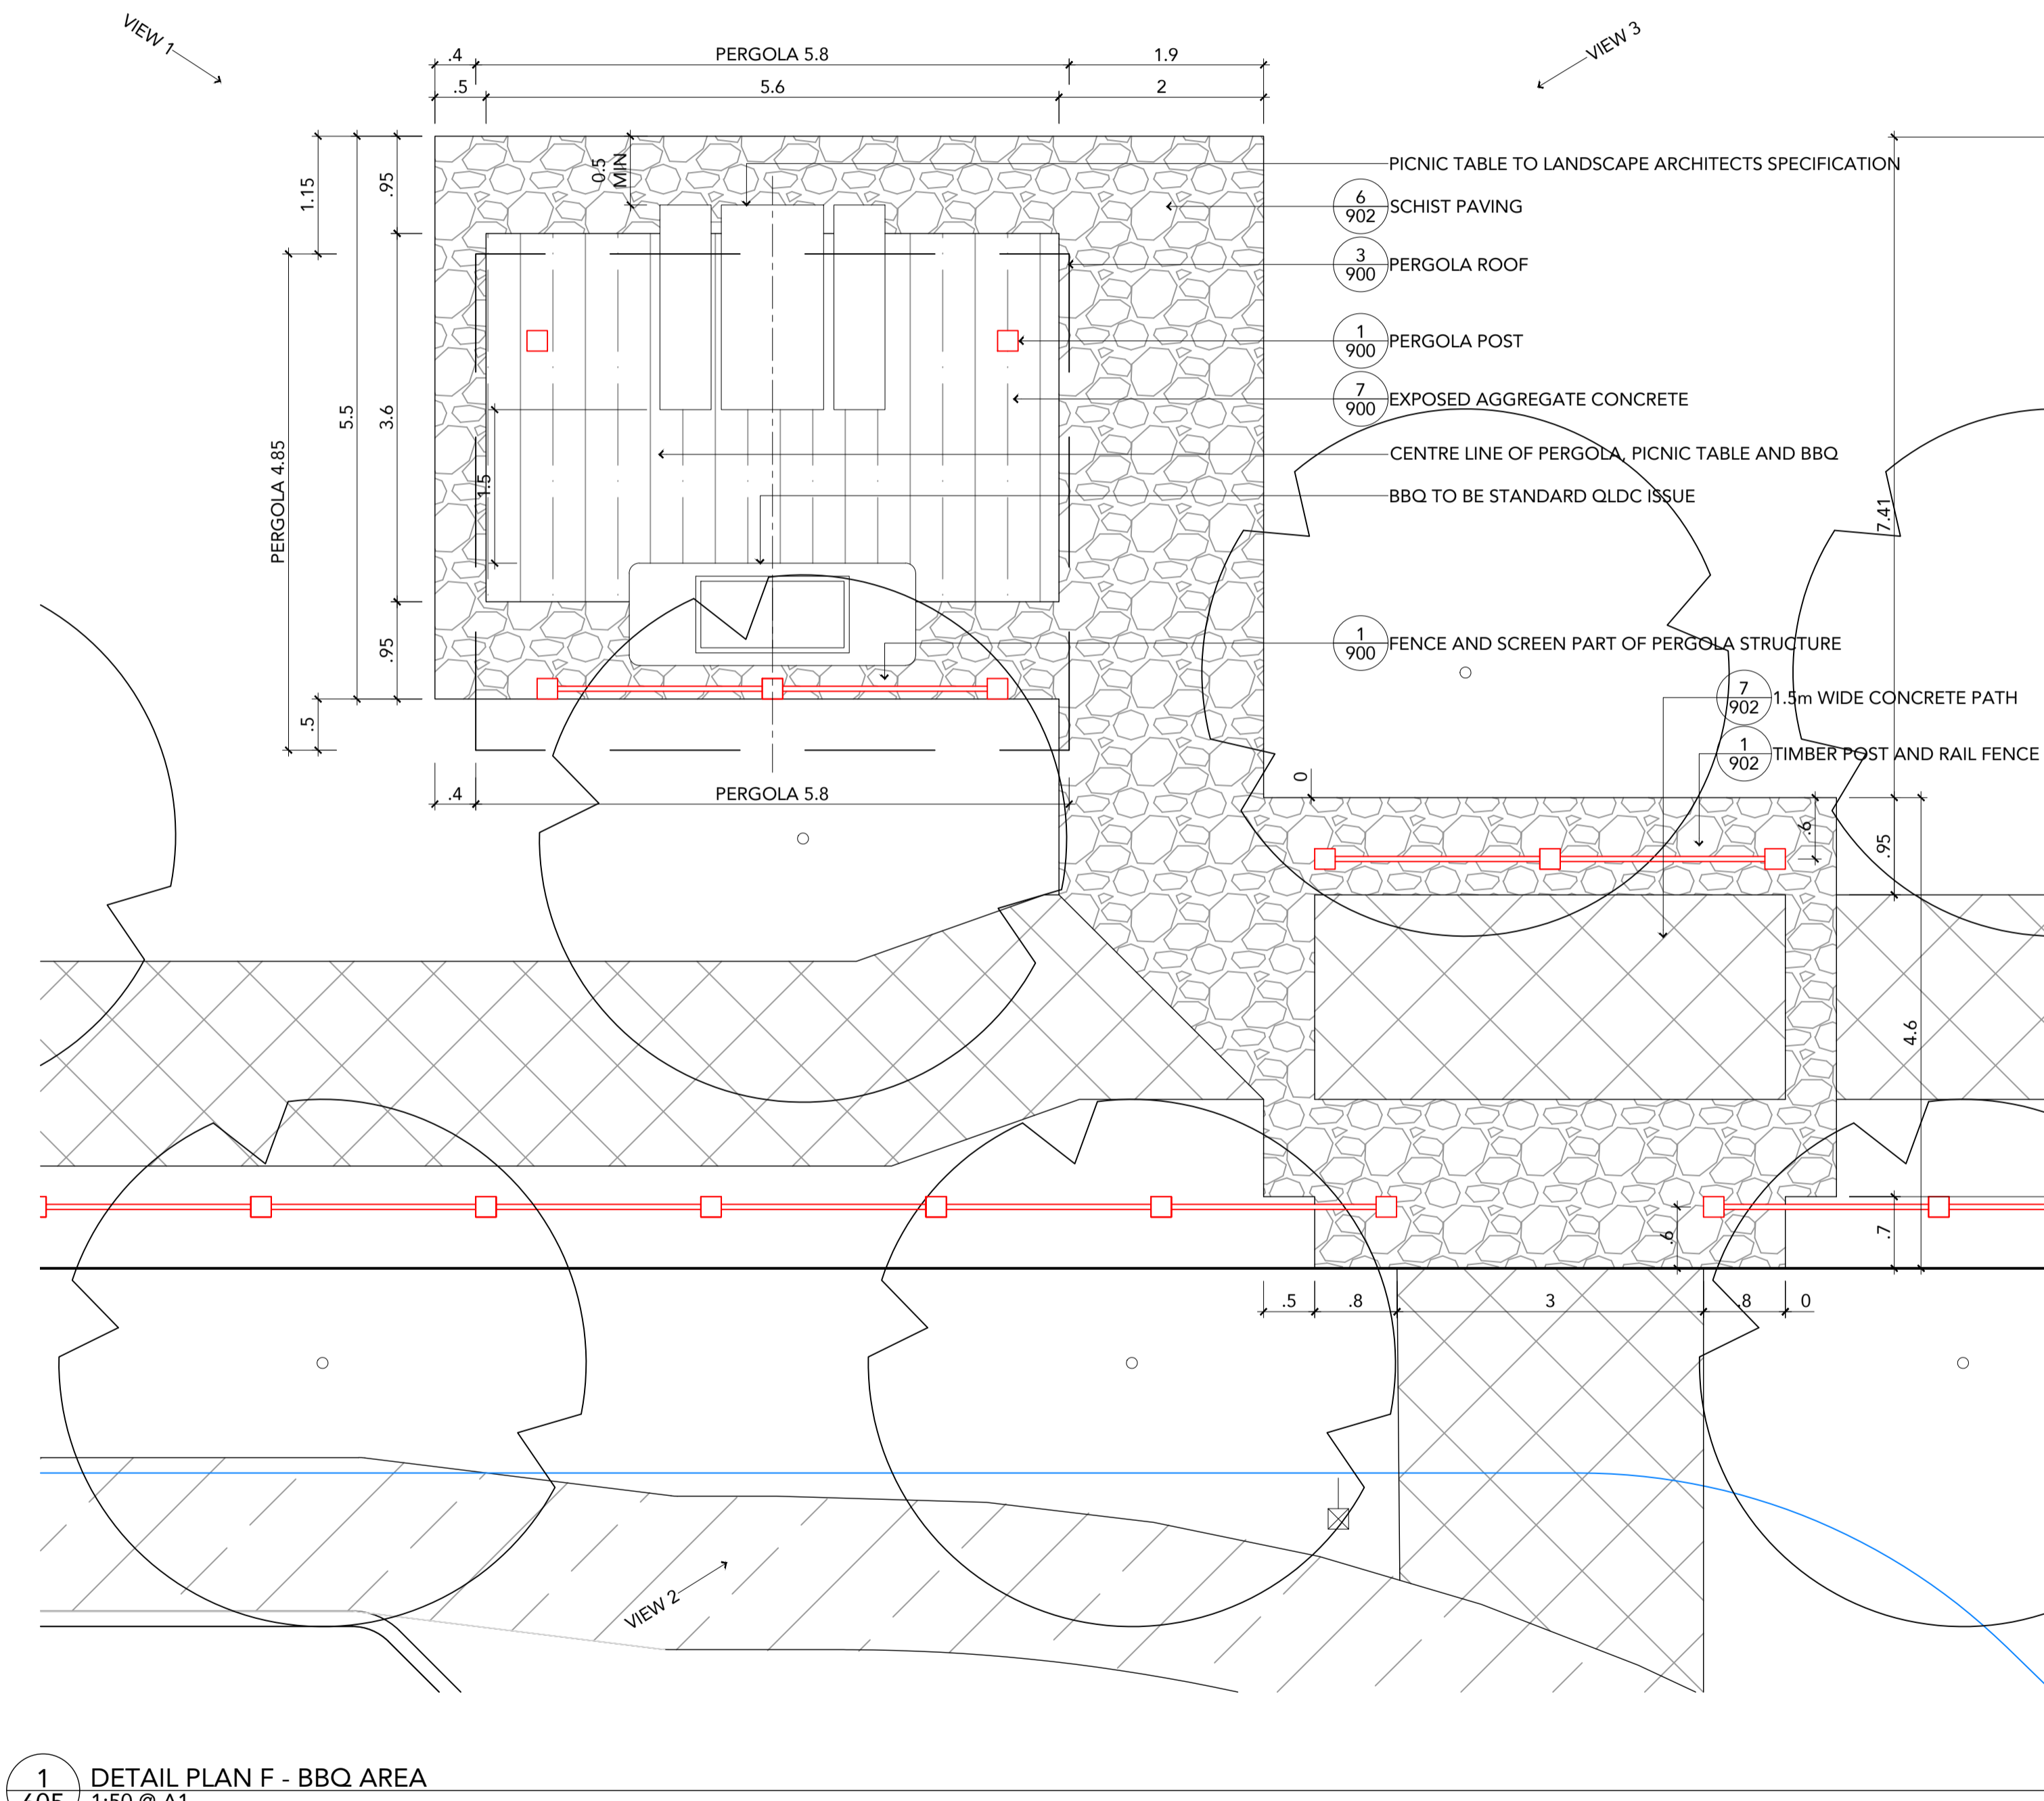 VIEW 1
VIEW 3
.4
PERGOLA 5.8
1.9
.5
5.6
2
1.15
.95
0.5
MIN
PICNIC TABLE TO LANDSCAPE ARCHITECTS SPECIFICATION
6
902
SCHIST PAVING
3
900
PERGOLA ROOF
1
900
PERGOLA POST
7
900
EXPOSED AGGREGATE CONCRETE
5.5
3.6
PERGOLA 4.85
1.5
CENTRE LINE OF PERGOLA, PICNIC TABLE AND BBQ
BBQ TO BE STANDARD QLDC ISSUE
7.41
.95
1
900
FENCE AND SCREEN PART OF PERGOLA STRUCTURE
.5
7
902
1.5m WIDE CONCRETE PATH
1
902
TIMBER POST AND RAIL FENCE
.4
PERGOLA 5.8
0
.6
.95
4.6
.6
.7
.5
.8
3
.8
0
VIEW 2
1
DETAIL PLAN F - BBQ AREA
1:50 @ A1